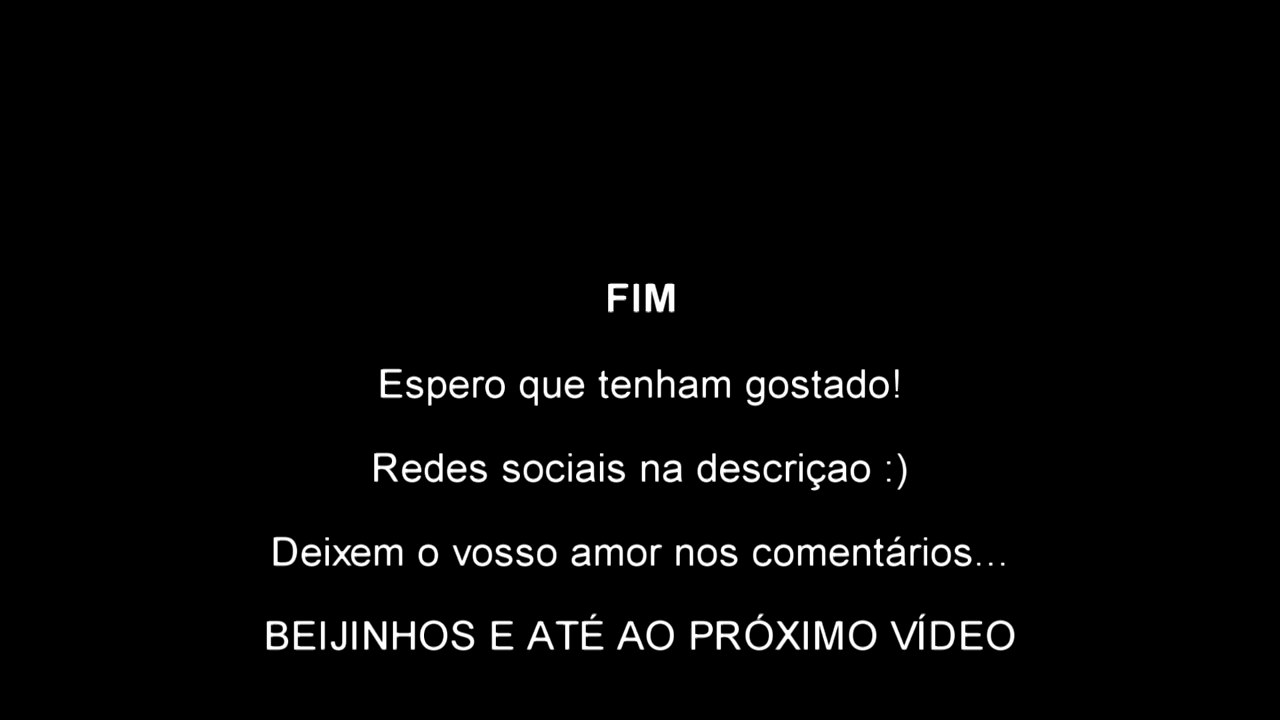 FIM
Espero que tenham gostado!
Redes sociais na descriçao :)
Deixem o vosso amor nos comentários...
BEIJINHOS E ATÉ AO PRÓXIMO VÍDEO